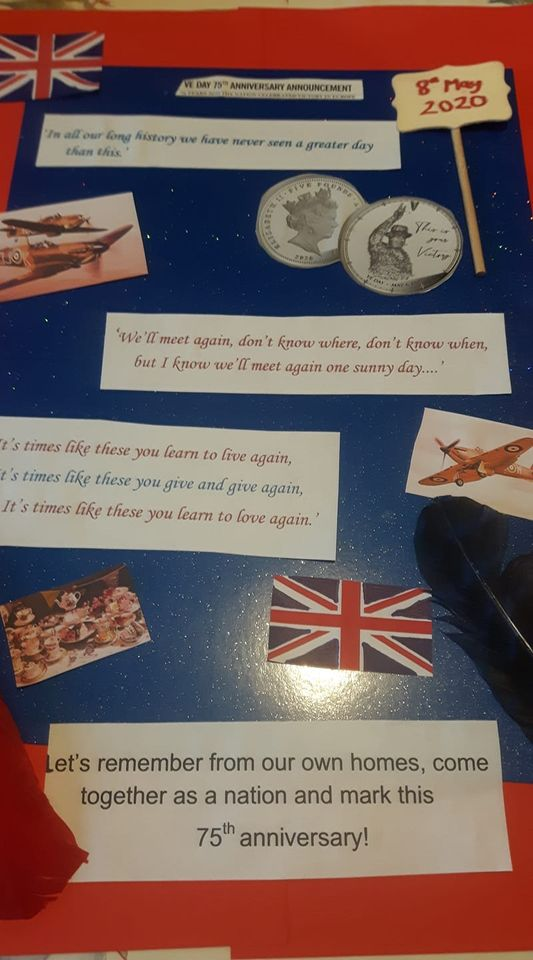 VE DAY 75TH ANNIVERSARY ANNOUNCEMENT
8th May
2020
'In all our long history we have never seen a greater day
than this.'
ELIZABETH II • FIVE POUNDS
2020
This is
your
Victory
VE DAY
'We'll meet again, don't know where, don't know when,
but I know we'll meet again one sunny day....'
It's times like these you learn to live again,
It's times like these you give and give again,
It's times like these you learn to love again.'
Let's remember from our own homes, come
together as a nation and mark this
75th anniversary!